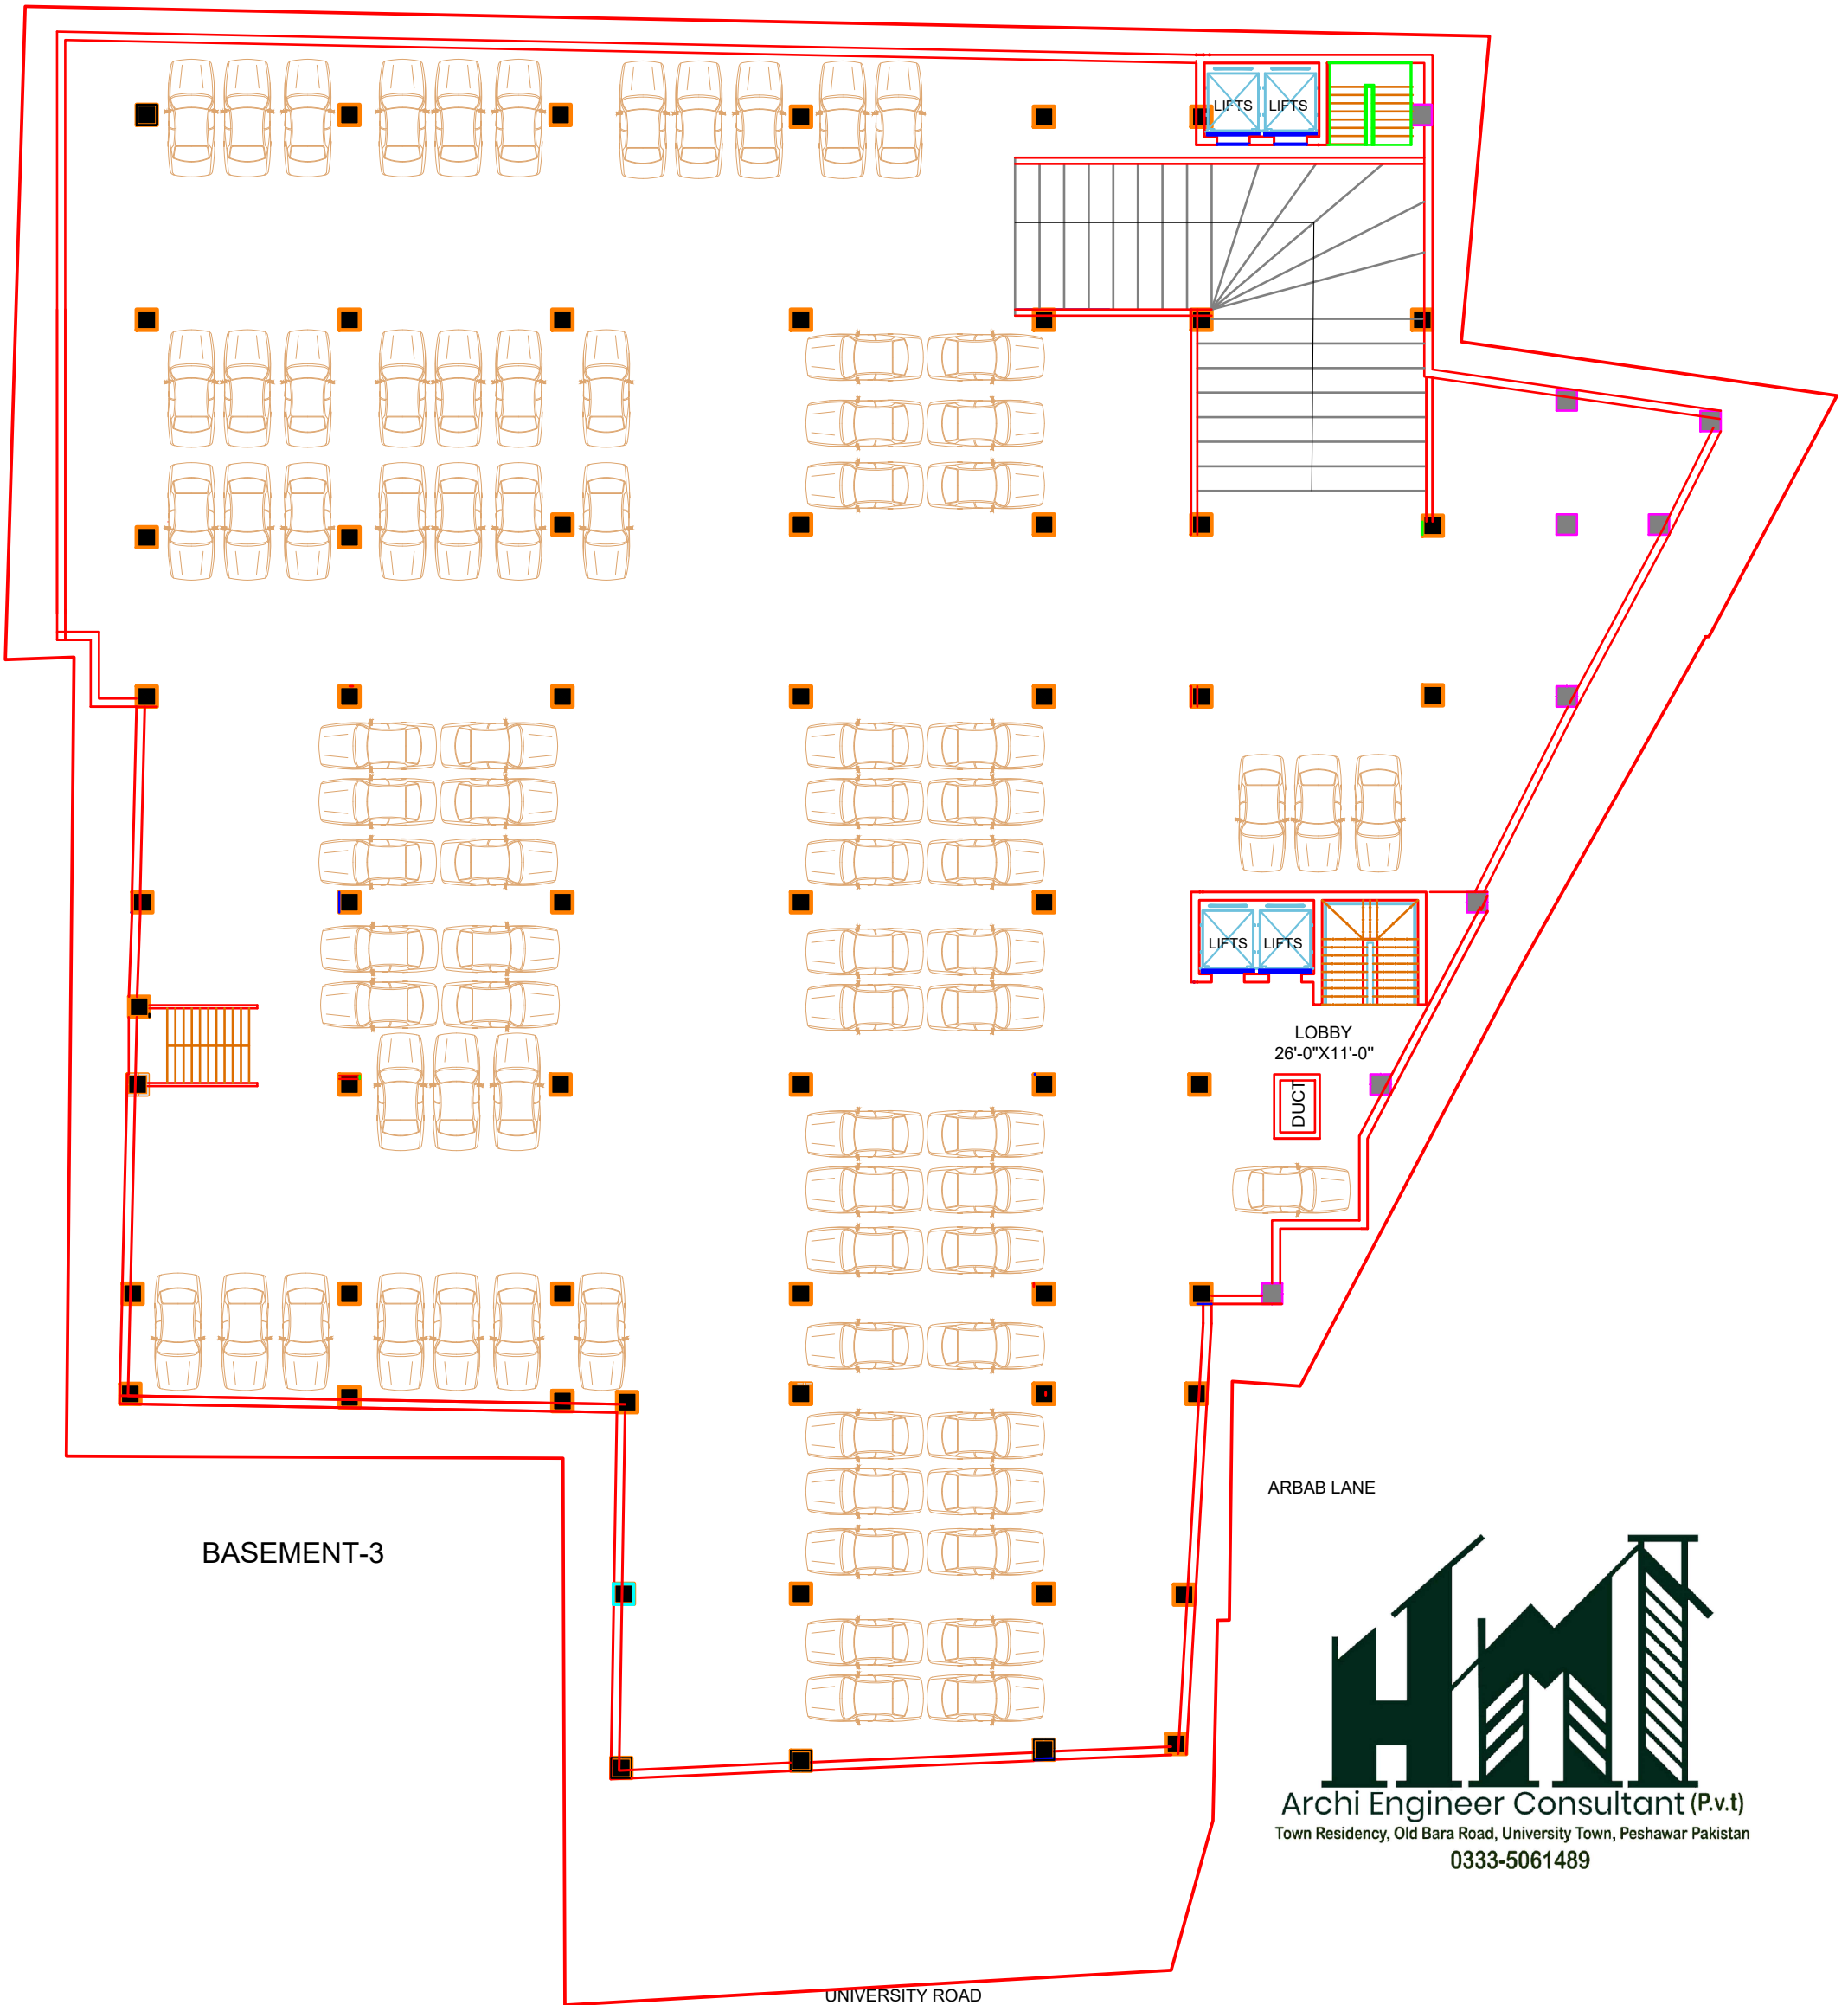 LIFTS
LIFTS
LIFTS
LIFTS
LOBBY
26'-0"X11'-0"
DUCT
ARBAB LANE
BASEMENT-3
HMT
Archi Engineer Consultant (P.v.t)
Town Residency, Old Bara Road, University Town, Peshawar Pakistan
0333-5061489
UNIVERSITY ROAD